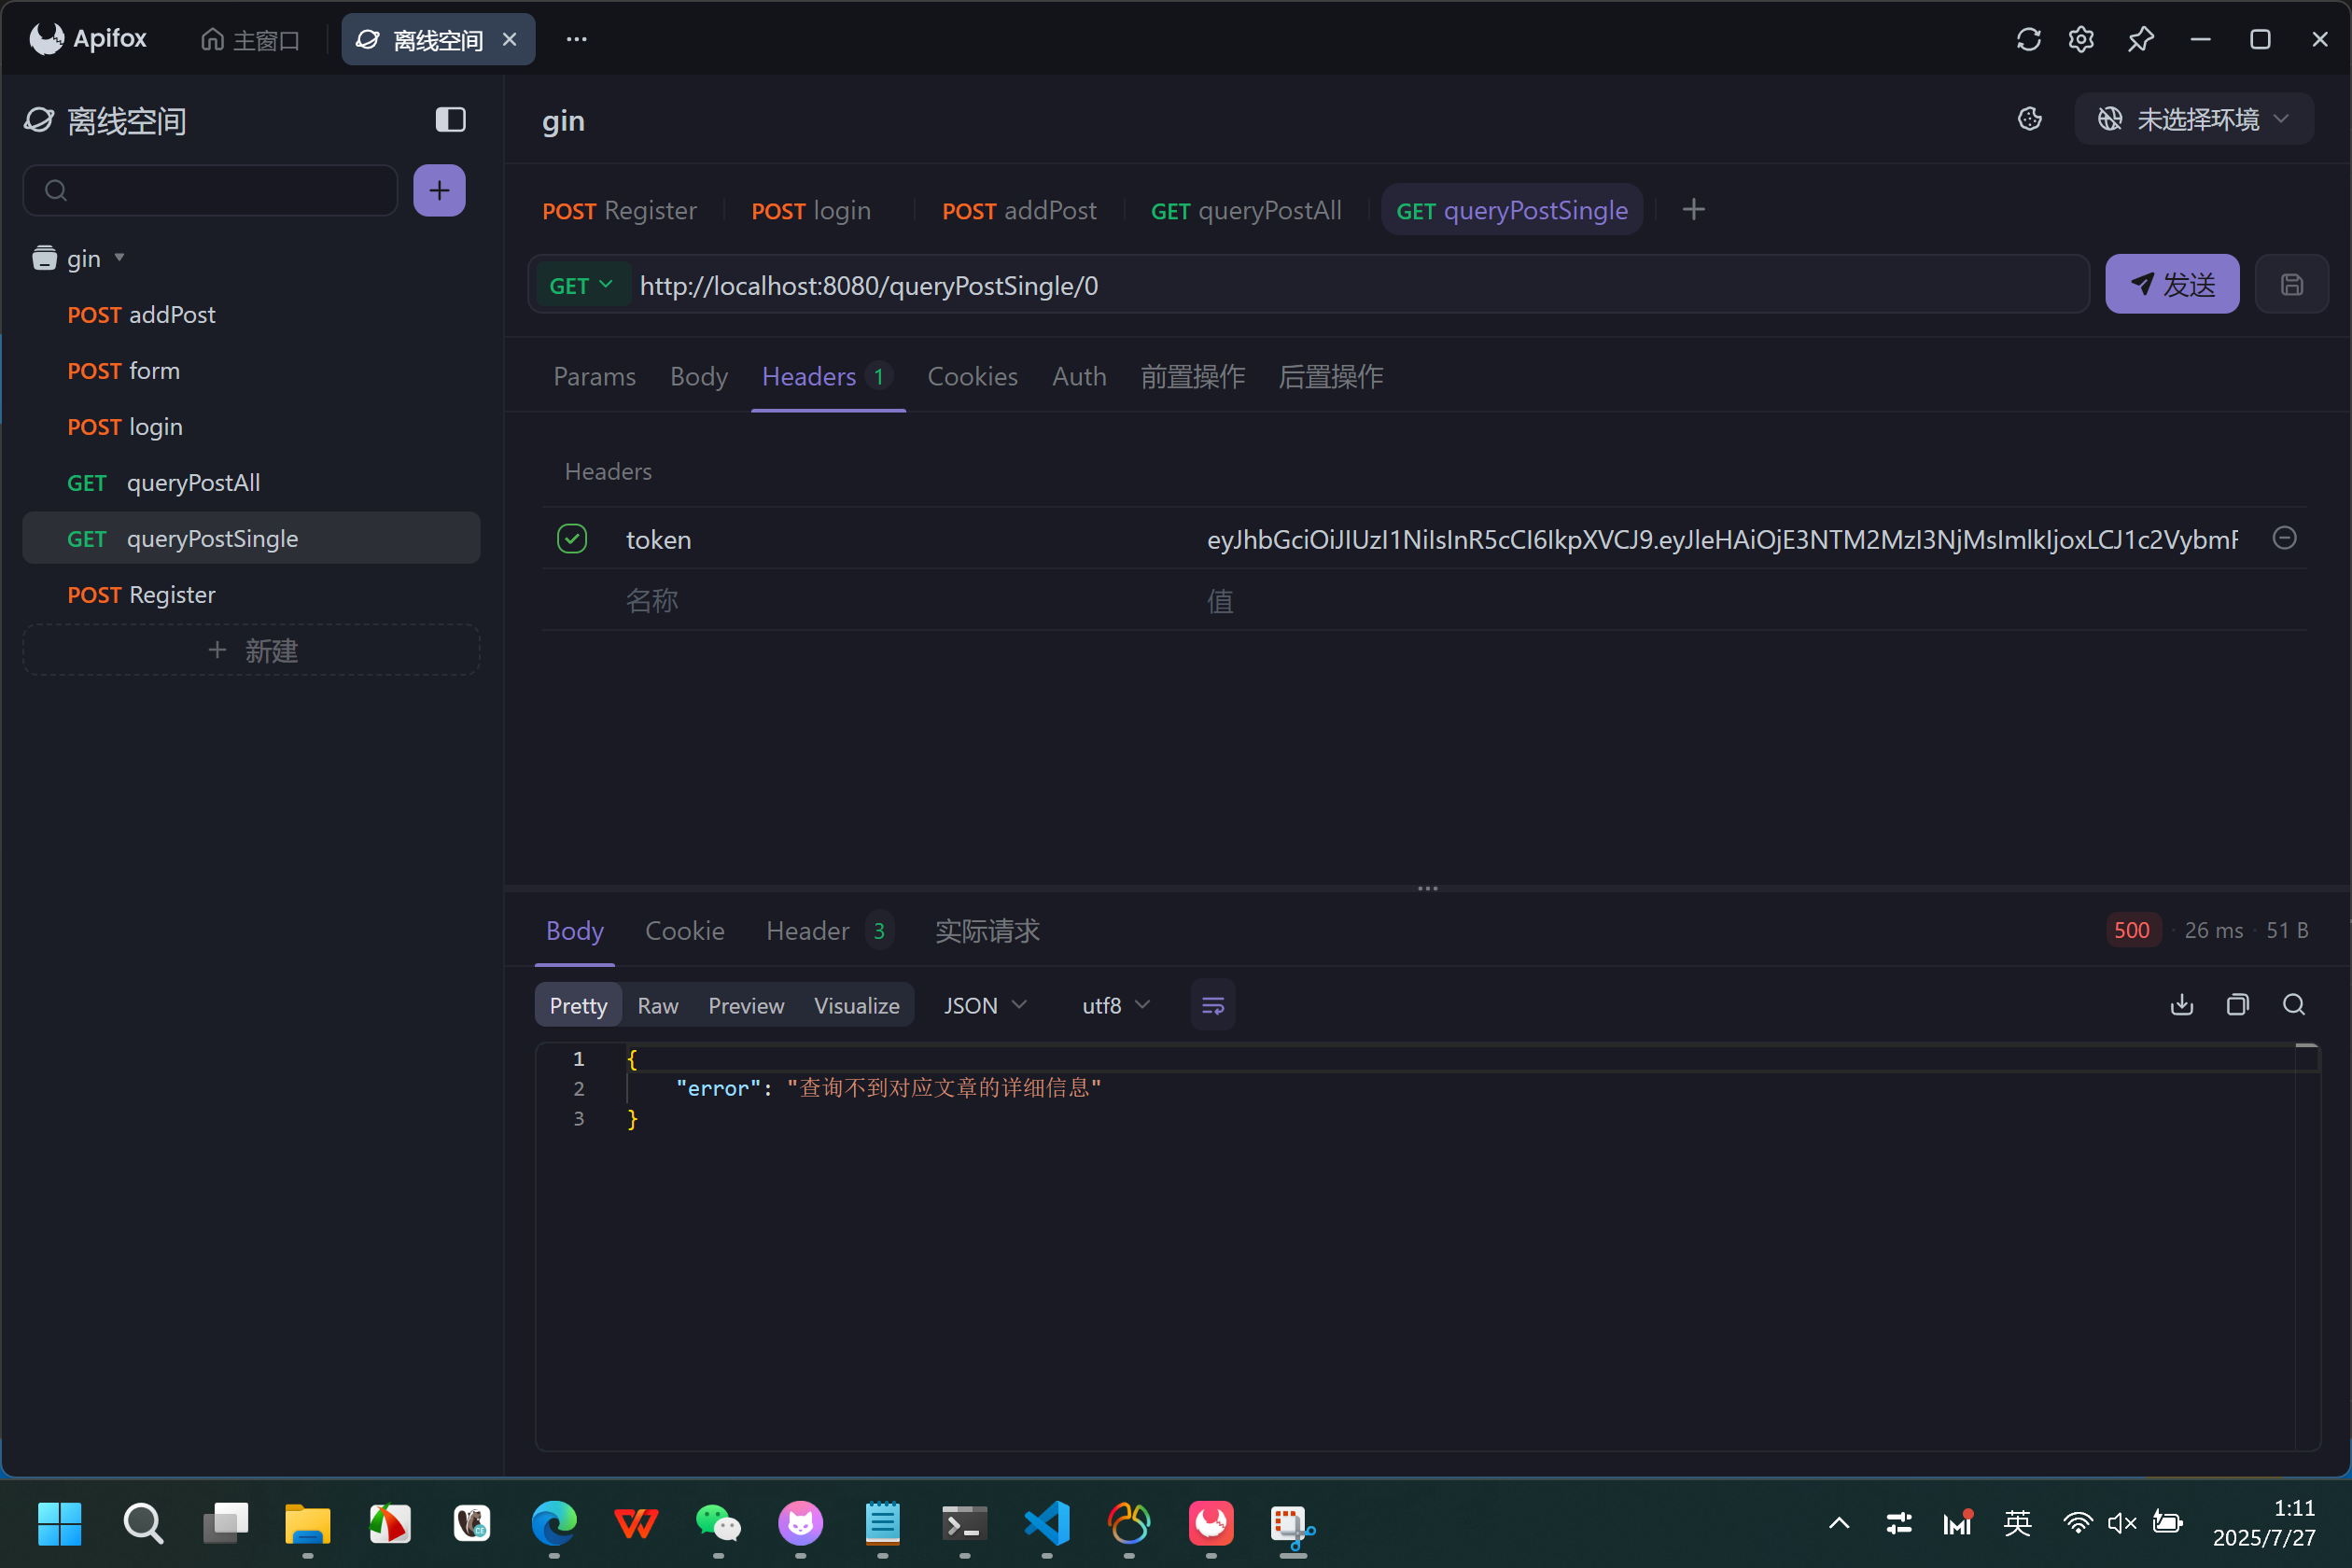 Apifox 主窗口 离线空间
离线空间
gin
addPost
POST addPost
POST form
POST login
GET queryPostAll
GET queryPostSingle
POST Register
新建
gin
未选择环境
POST Register
POST login
POST addPost
GET queryPostAll
GET queryPostSingle
GET http://localhost:8080/queryPostSingle/0
发送
Params Body Headers 1 Cookies Auth 前置操作 后置操作
Headers
token eyJhbGciOiJIUzI1NiIsInR5cCI6IkpXVCJ9.eyJleHAiOjE3NTM2MzI3NjMsImlkIjoxLCJ1c2VybmF
名称 值
Body Cookie Header 3 实际请求
500 · 26 ms · 51 B
Pretty Raw Preview Visualize JSON utf8
1 {
2 "error": "查询不到对应文章的详细信息"
3 }
英
1:11
2025/7/27